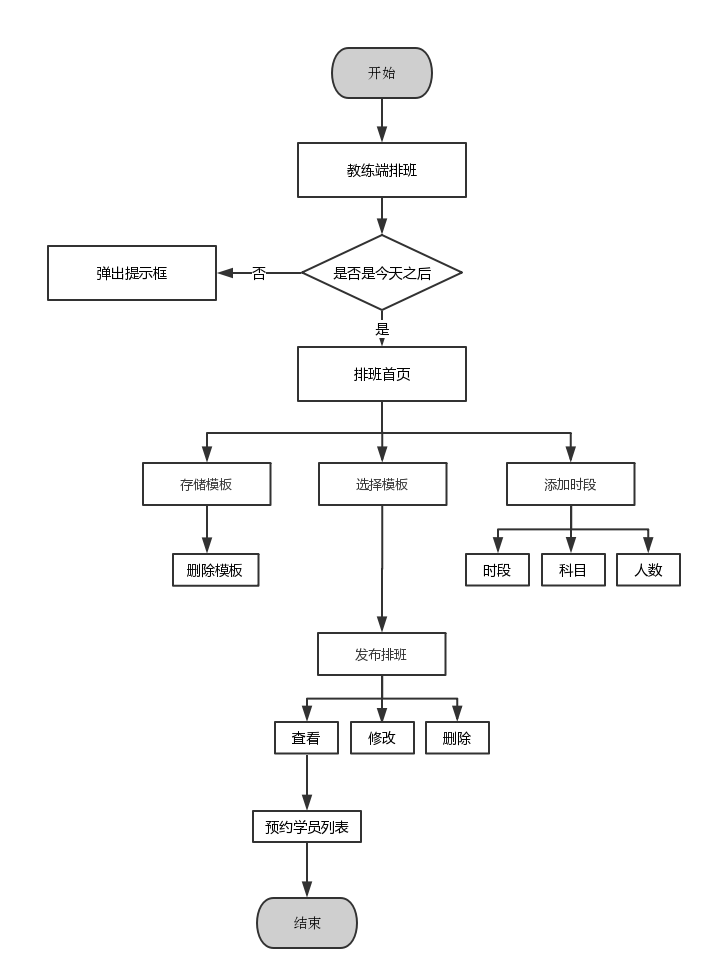 开始
教练端排班
是否是今天之后
否
弹出提示框
是
排班首页
存储模板
选择模板
添加时段
删除模板
时段
科目
人数
发布排班
查看
修改
删除
预约学员列表
结束